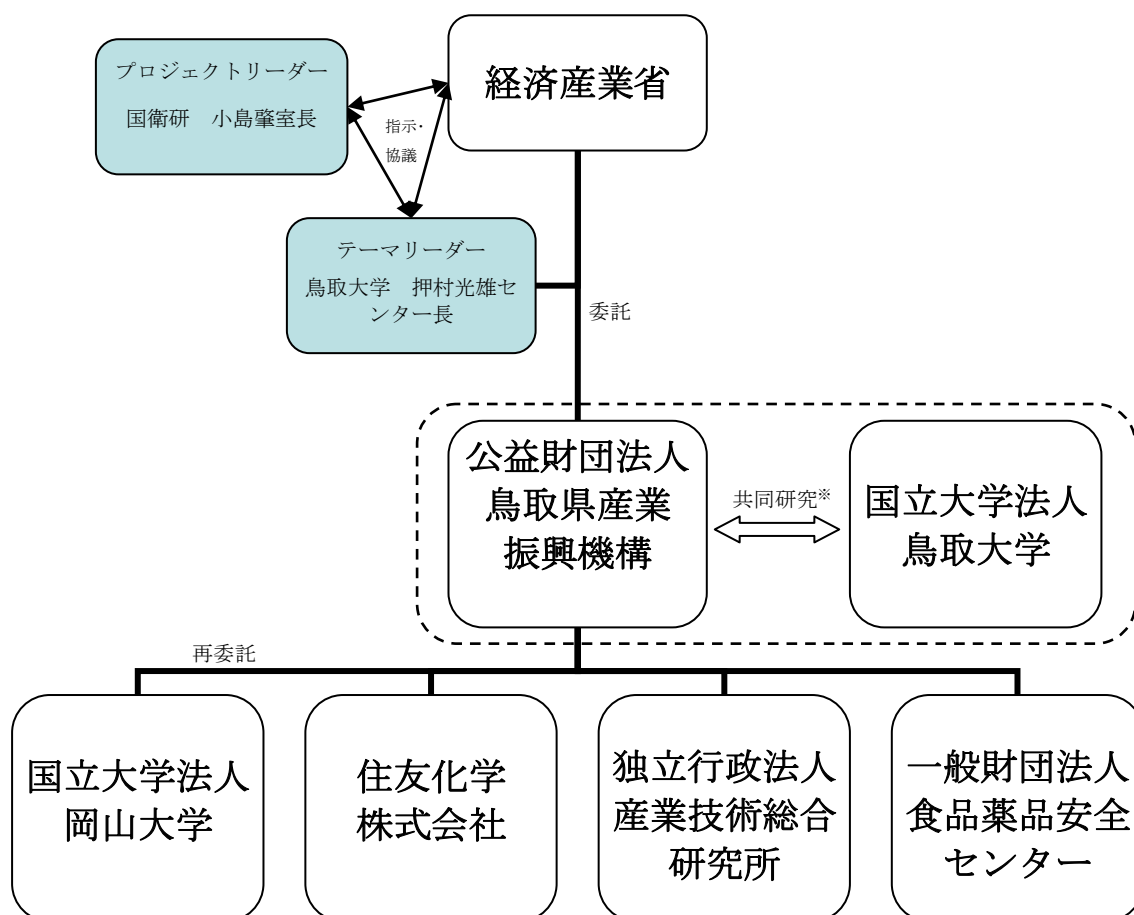 プロジェクトリーダー
国衛研　小島肇室長
経済産業省
指示・
協議
テーマリーダー
鳥取大学　押村光雄セ
ンター長
委託
公益財団法人
鳥取県産業
振興機構
共同研究※
国立大学法人
鳥取大学
再委託
国立大学法人
岡山大学
住友化学
株式会社
独立行政法人
産業技術総合
研究所
一般財団法人
食品薬品安全
センター